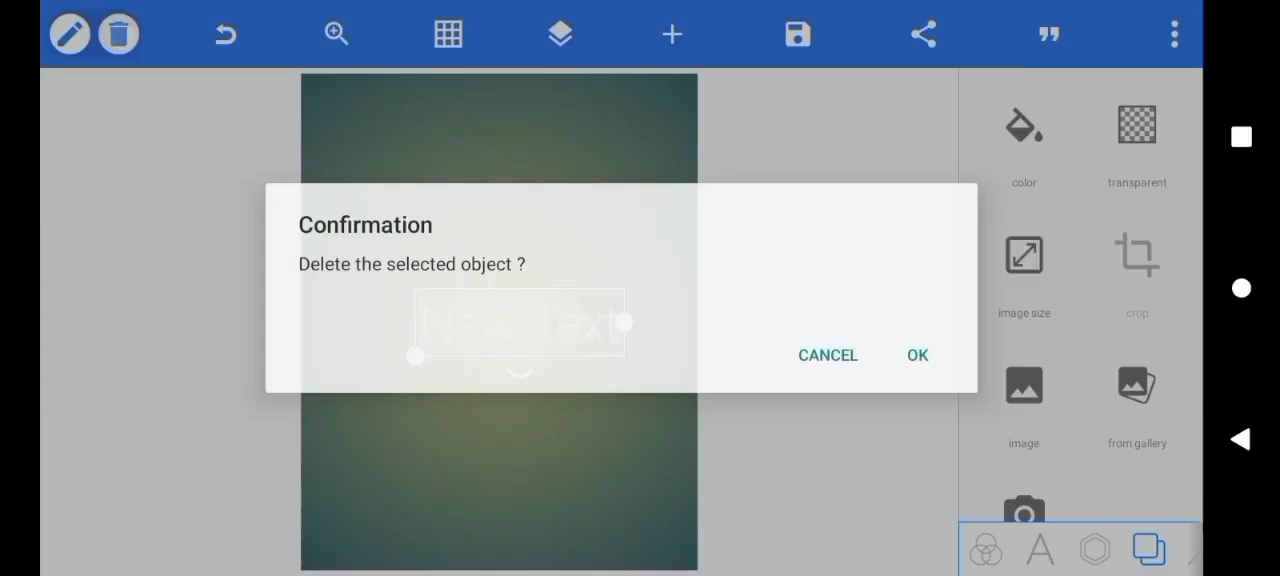 color
transparent
Confirmation
Delete the selected object ?
image size
crop
New Text
CANCEL
OK
image
from gallery